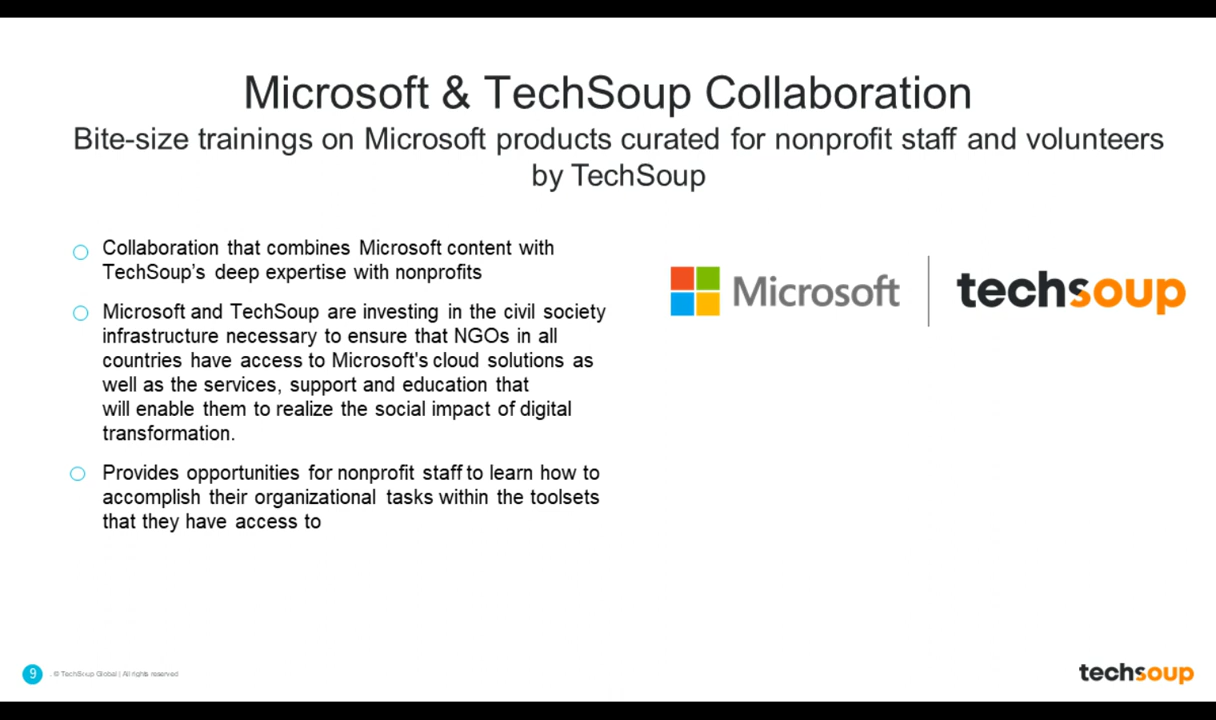 Microsoft & TechSoup Collaboration
Bite-size trainings on Microsoft products curated for nonprofit staff and volunteers
by TechSoup
Collaboration that combines Microsoft content with
TechSoup's deep expertise with nonprofits
Microsoft and TechSoup are investing in the civil society
infrastructure necessary to ensure that NGOs in all
countries have access to Microsoft's cloud solutions as
well as the services, support and education that
will enable them to realize the social impact of digital
transformation.
Provides opportunities for nonprofit staff to learn how to
accomplish their organizational tasks within the toolsets
that they have access to
Microsoft
techsoup
9
. © TechSoup Global | All rights reserved
techsoup